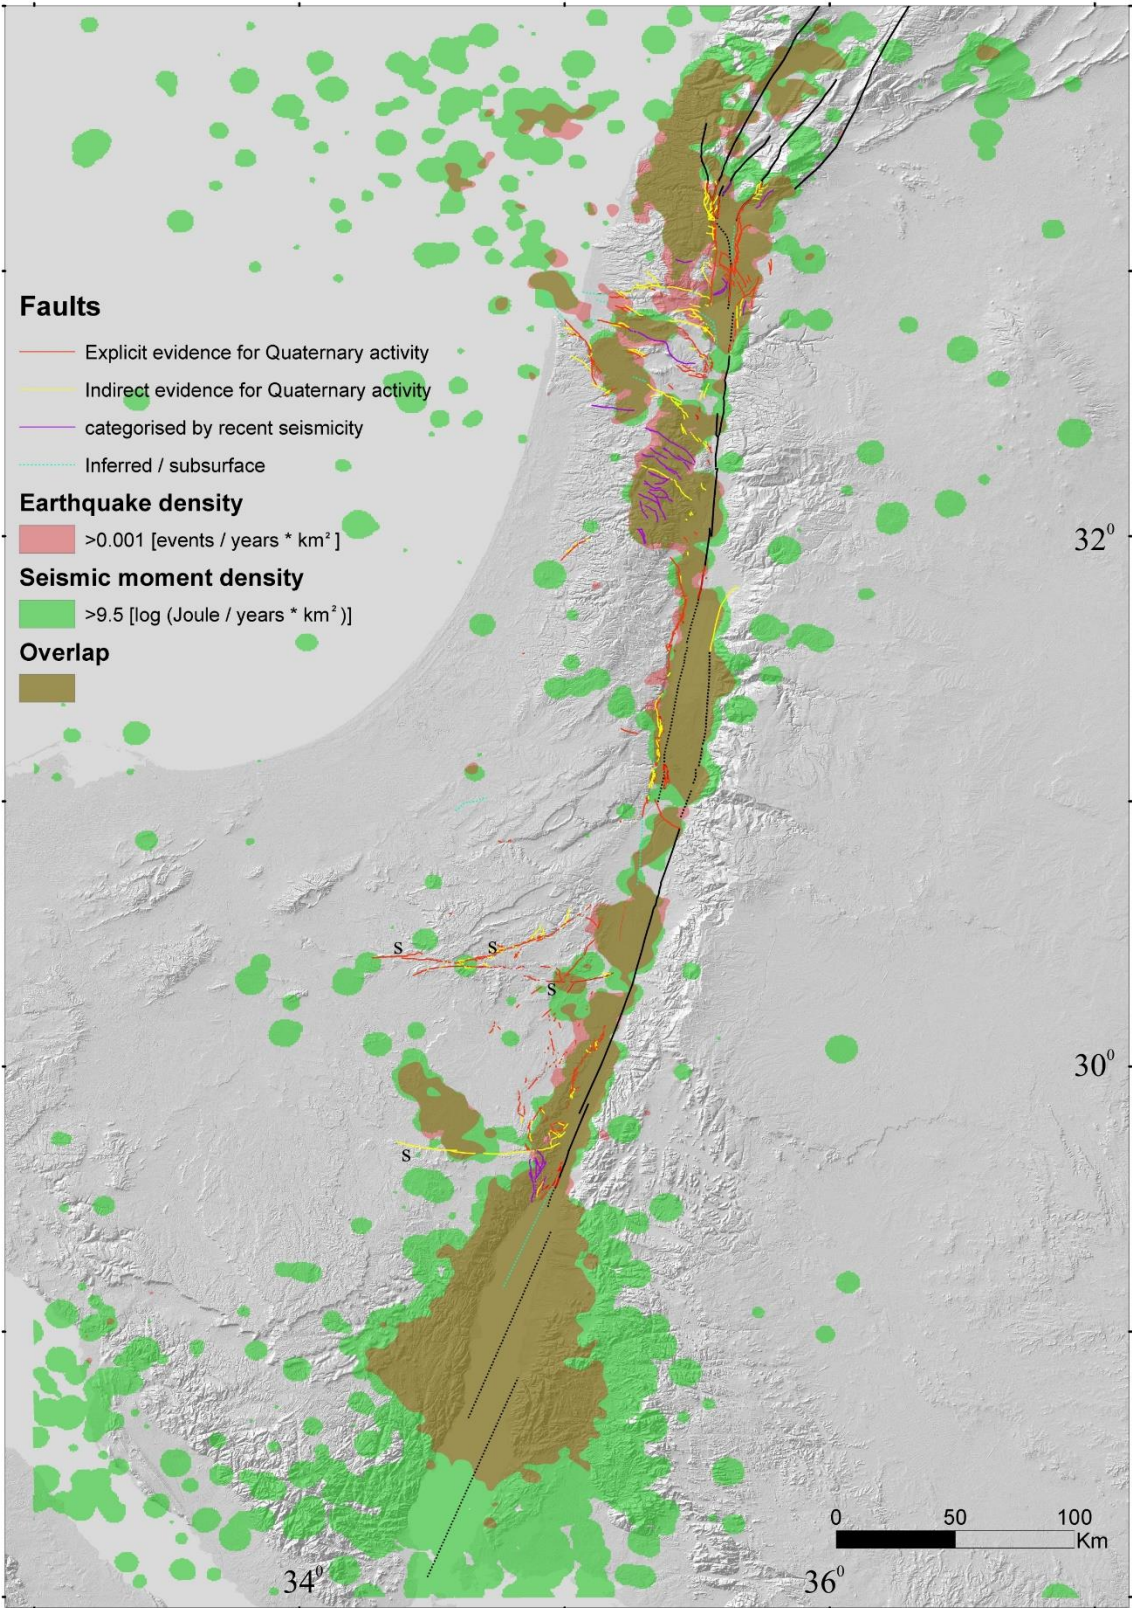 Faults
Explicit evidence for Quaternary activity
Indirect evidence for Quaternary activity
categorised by recent seismicity
Inferred / subsurface
Earthquake density
>0.001 [events / years * km²]
Seismic moment density
>9.5 [log (Joule / years * km²)]
Overlap
32⁰
s
s
s
30⁰
s
0 50 100
Km
34⁰ 36⁰